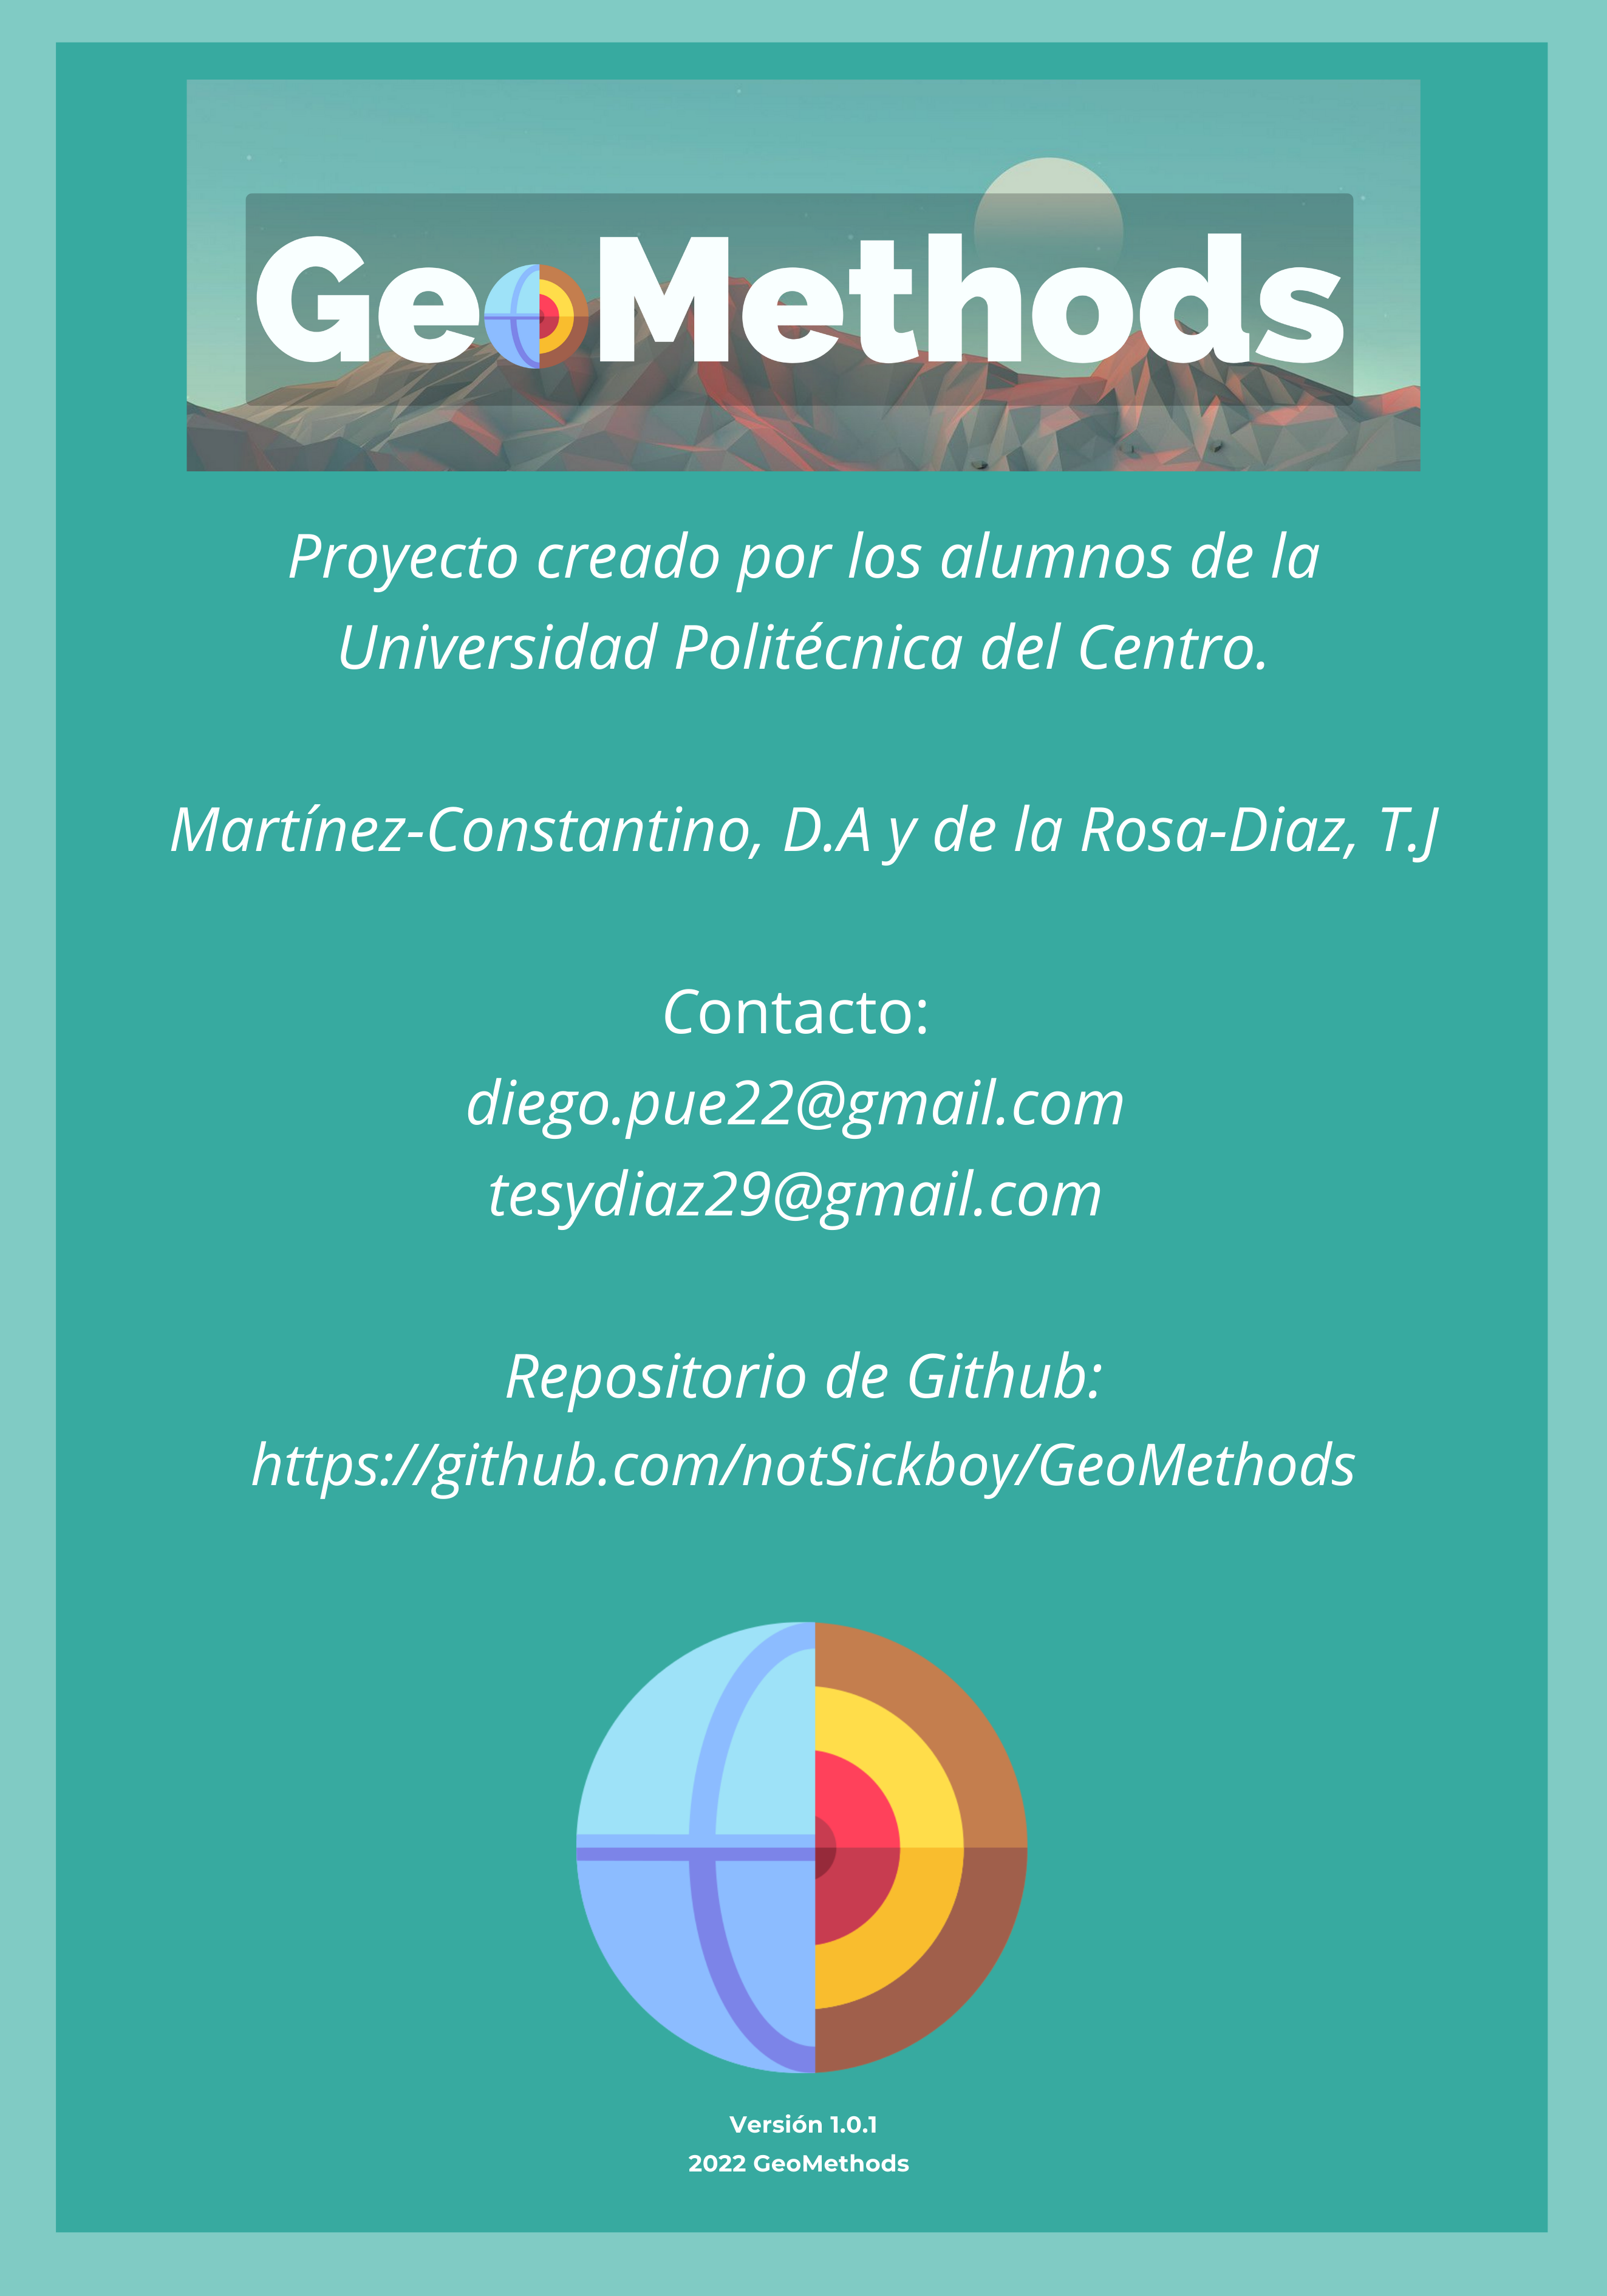 GeoMethods
Proyecto creado por los alumnos de la
Universidad Politécnica del Centro.
Martínez-Constantino, D.A y de la Rosa-Diaz, T.J
Contacto:
diego.pue22@gmail.com
tesydiaz29@gmail.com
Repositorio de Github:
https://github.com/notSickboy/GeoMethods
Versión 1.0.1
2022 GeoMethods